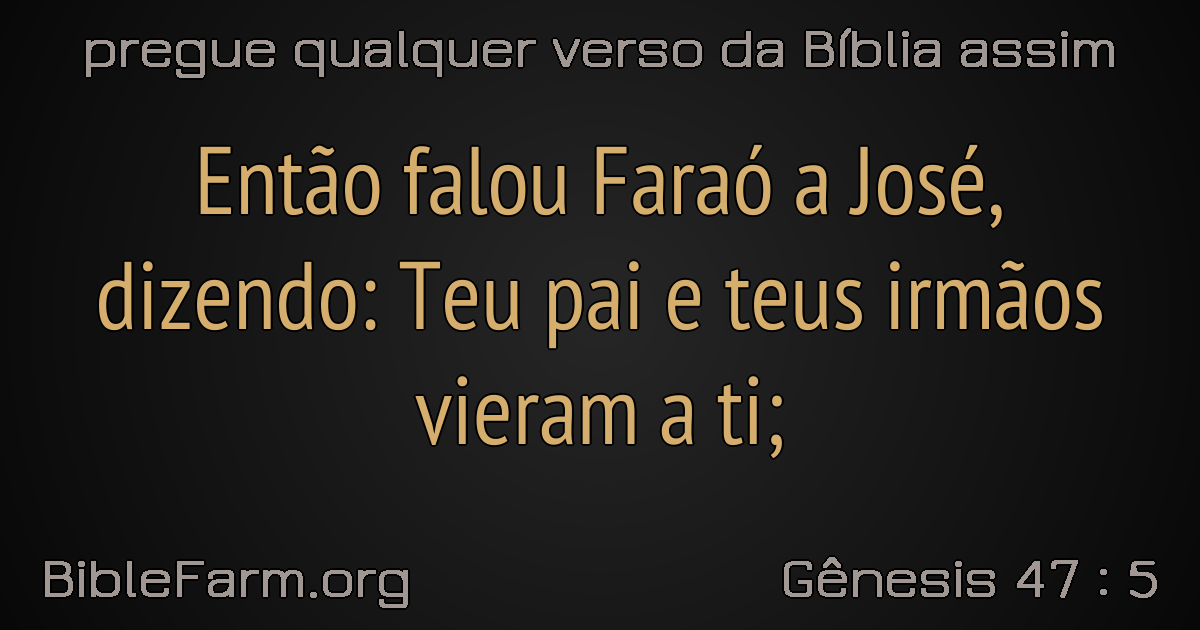 pregue qualquer verso da Bíblia assim
Então falou Faraó a José,
dizendo: Teu pai e teus irmãos
vieram a ti;
BibleFarm.org
Gênesis 47 : 5